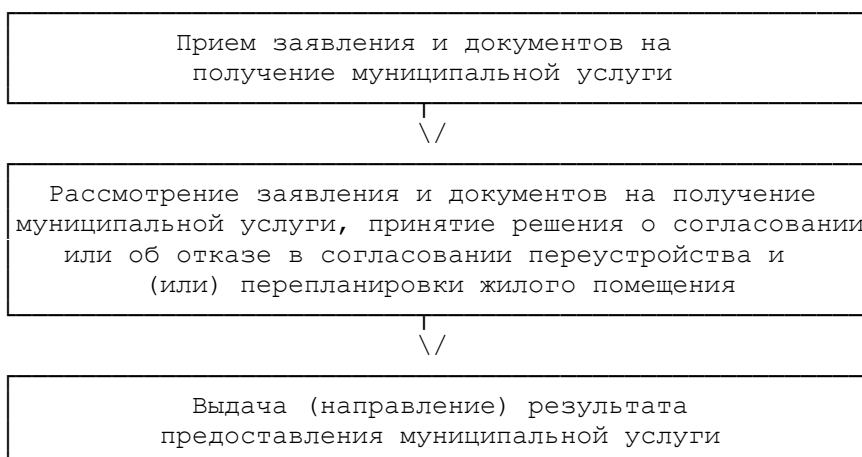 Прием заявления и документов на
получение муниципальной услуги
\/
Рассмотрение заявления и документов на получение
муниципальной услуги, принятие решения о согласовании
или об отказе в согласовании переустройства и
(или) перепланировки жилого помещения
\/
Выдача (направление) результата
предоставления муниципальной услуги